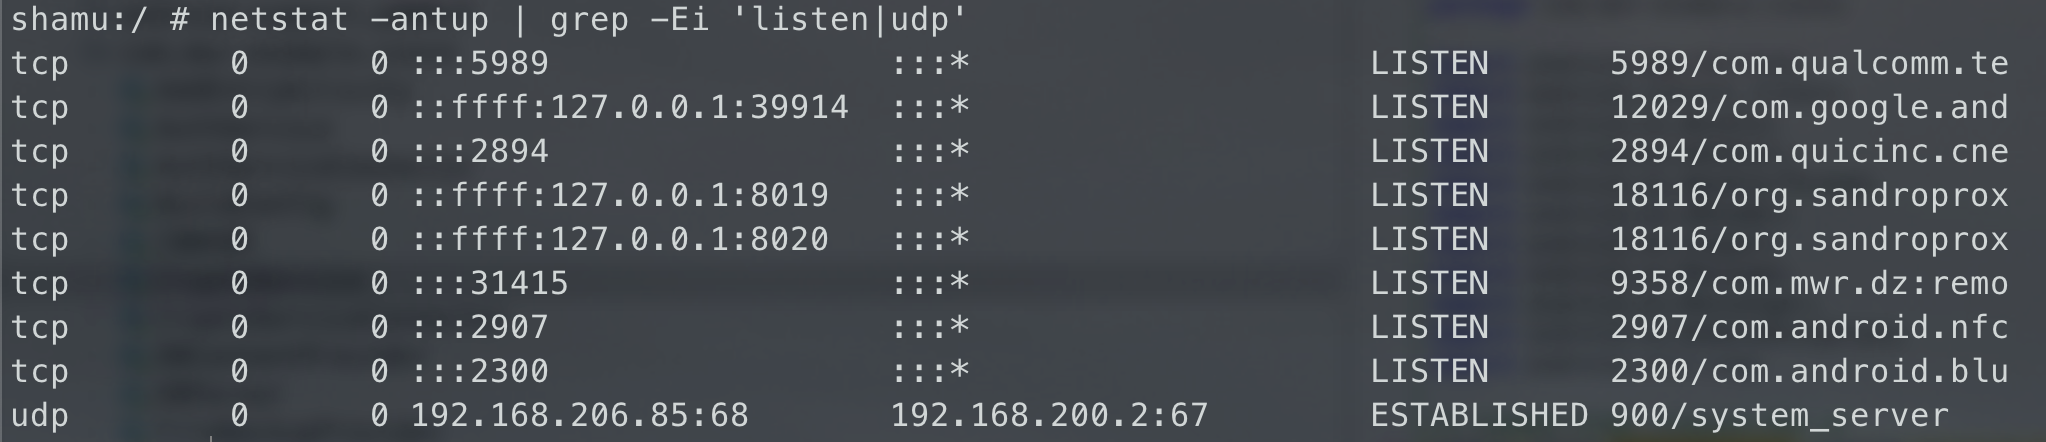 shamu:/ # netstat -antup | grep -Ei 'listen|udp'
tcp        0      0 :::5989                 :::*                    LISTEN      5989/com.qualcomm.te
tcp        0      0 ::ffff:127.0.0.1:39914  :::*                    LISTEN      12029/com.google.and
tcp        0      0 :::2894                 :::*                    LISTEN      2894/com.quicinc.cne
tcp        0      0 ::ffff:127.0.0.1:8019   :::*                    LISTEN      18116/org.sandroprox
tcp        0      0 ::ffff:127.0.0.1:8020   :::*                    LISTEN      18116/org.sandroprox
tcp        0      0 :::31415                :::*                    LISTEN      9358/com.mwr.dz:remo
tcp        0      0 :::2907                 :::*                    LISTEN      2907/com.android.nfc
tcp        0      0 :::2300                 :::*                    LISTEN      2300/com.android.blu
udp        0      0 192.168.206.85:68       192.168.200.2:67        ESTABLISHED 900/system_server